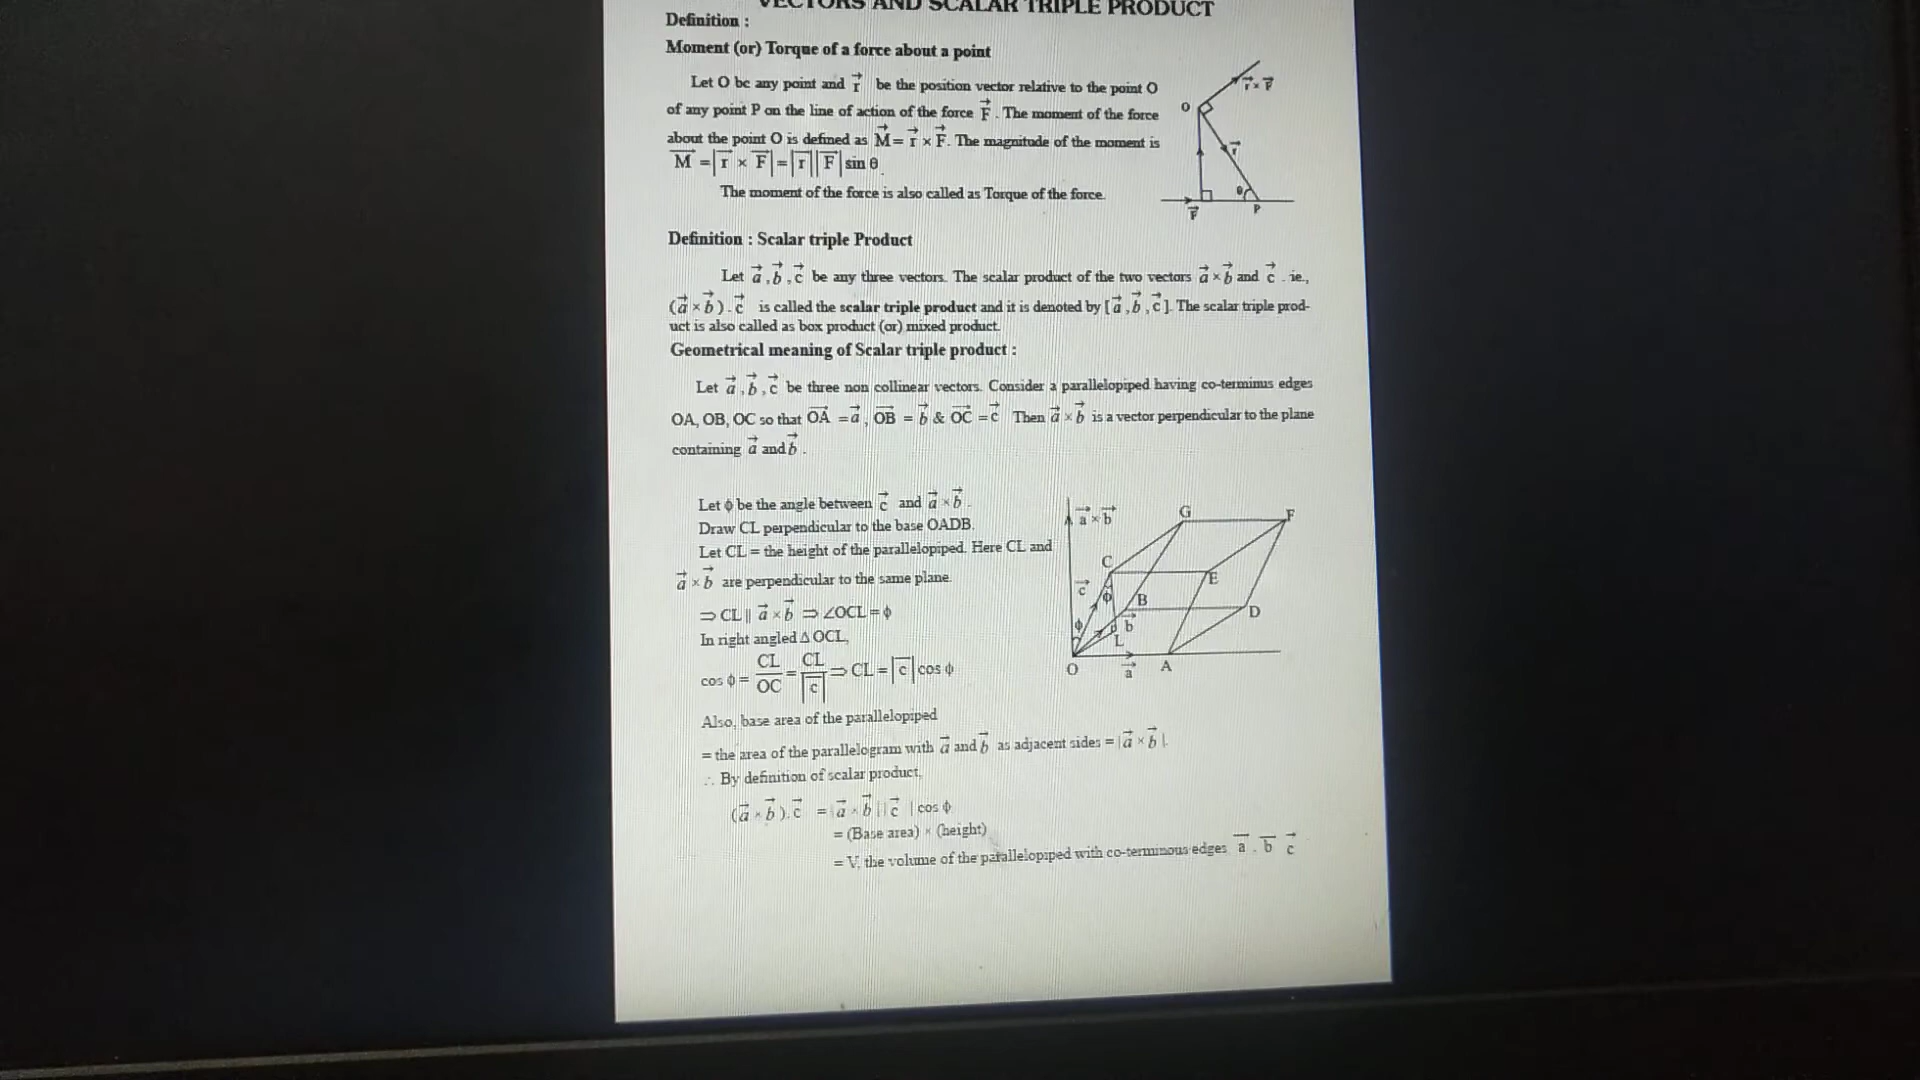 VECTORS AND SCALAR TRIPLE PRODUCT
Definition :
Moment (or) Torque of a force about a point
Let O be any point and r⃗ be the position vector relative to the point O
of any point P on the line of action of the force F⃗ . The moment of the force
about the point O is defined as M⃗ = r⃗ × F⃗. The magnitude of the moment is
M⃗ = |r⃗ × F⃗| = |r⃗| |F⃗| sin θ .
The moment of the force is also called as Torque of the force.
O
r⃗ × F⃗
r⃗
θ
F⃗
P
Definition : Scalar triple Product
Let a⃗ , b⃗ , c⃗ be any three vectors. The scalar product of the two vectors a⃗ × b⃗ and c⃗ . ie.,
(a⃗ × b⃗) . c⃗ is called the scalar triple product and it is denoted by [a⃗ , b⃗ , c⃗]. The scalar triple prod-
uct is also called as box product (or) mixed product.
Geometrical meaning of Scalar triple product :
Let a⃗ , b⃗ , c⃗ be three non collinear vectors. Consider a parallelopiped having co-terminus edges
OA, OB, OC so that OA⃗ = a⃗ , OB⃗ = b⃗ & OC⃗ = c⃗ Then a⃗ × b⃗ is a vector perpendicular to the plane
containing a⃗ and b⃗ .
Let ϕ be the angle between c⃗ and a⃗ × b⃗ .
Draw CL perpendicular to the base OADB.
Let CL = the height of the parallelopiped. Here CL and
a⃗ × b⃗ are perpendicular to the same plane.
⇒ CL || a⃗ × b⃗ ⇒ ∠OCL = ϕ
In right angled Δ OCL,
cos ϕ = CL/OC = CL/|c⃗| ⇒ CL = |c⃗| cos ϕ
a⃗ × b⃗
G
F
C
E
c⃗
ϕ
B
D
ϕ
b⃗
L
O
a⃗
A
Also, base area of the parallelopiped
= the area of the parallelogram with a⃗ and b⃗ as adjacent sides = |a⃗ × b⃗|.
∴ By definition of scalar product,
(a⃗ × b⃗).c⃗ = |a⃗ × b⃗| |c⃗| cos ϕ
= (Base area) × (height)
= V, the volume of the parallelopiped with co-terminous edges a⃗ . b⃗ c⃗